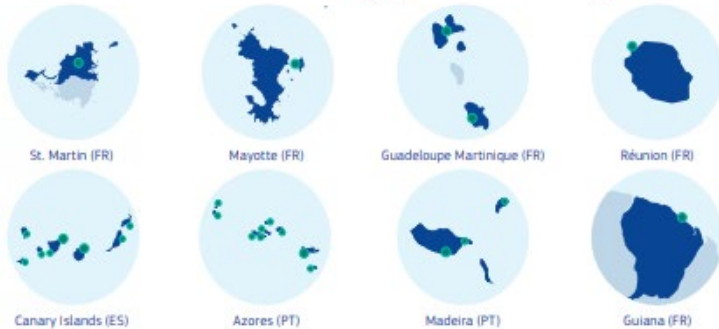 St. Martin (FR)
Mayotte (FR)
Guadeloupe Martinique (FR)
Réunion (FR)
Canary Islands (ES)
Azores (PT)
Madeira (PT)
Guiana (FR)